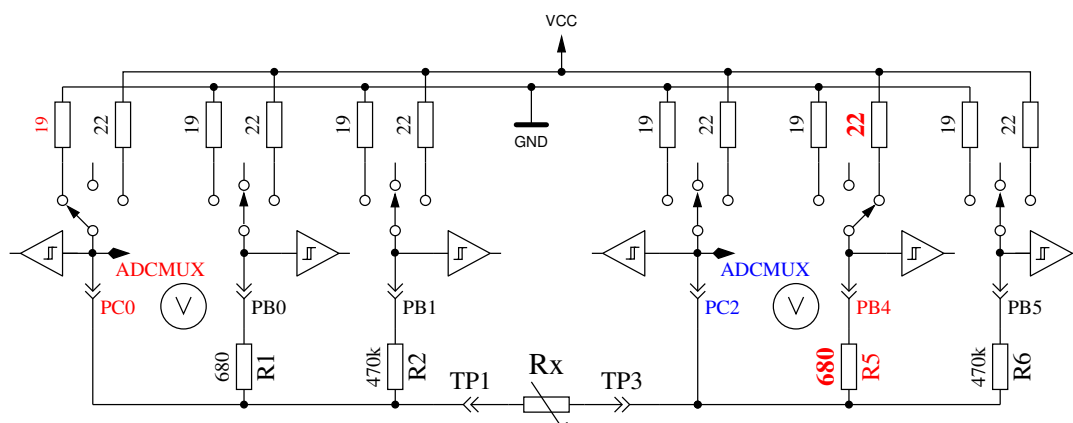 VCC
GND
19 22 19 22 19 22 19 22 19 22 19 22
ADCMUX ADCMUX
PC0 V PB0 PB1 PC2 V PB4 PB5
680 R1 470k R2 680 R5 470k R6
TP1 Rx TP3